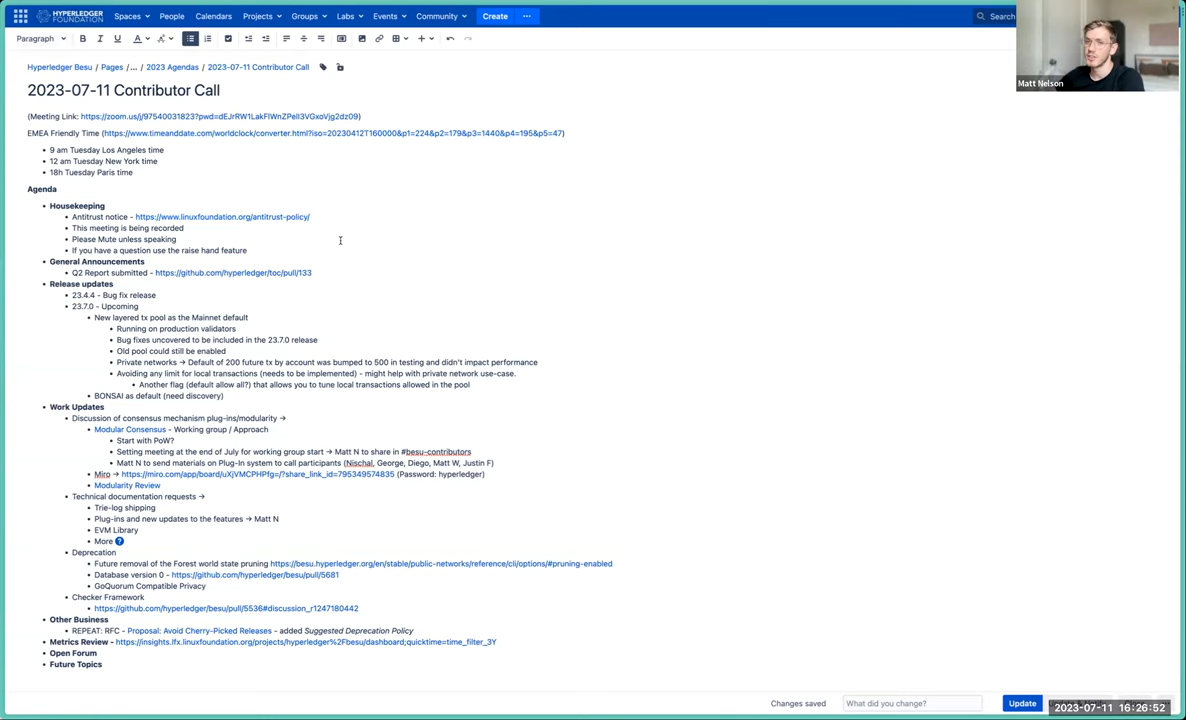 HYPERLEDGER FOUNDATION Spaces People Calendars Projects Groups Labs Events Community Create ... Search
Paragraph B I U A
Hyperledger Besu / Pages /... / 2023 Agendas / 2023-07-11 Contributor Call
Matt Nelson
2023-07-11 Contributor Call
(Meeting Link: https://zoom.us/j/97540031823?pwd=dEJrRW1LakFlWnZPell3VGxoVjg2dz09)
EMEA Friendly Time (https://www.timeanddate.com/worldclock/converter.html?iso=20230412T160000&p1=224&p2=179&p3=1440&p4=195&p5=47)
• 9 am Tuesday Los Angeles time
• 12 am Tuesday New York time
• 18h Tuesday Paris time
Agenda
• Housekeeping
• Antitrust notice - https://www.linuxfoundation.org/antitrust-policy/
• This meeting is being recorded
• Please Mute unless speaking
• If you have a question use the raise hand feature
• General Announcements
• Q2 Report submitted - https://github.com/hyperledger/toc/pull/133
• Release updates
• 23.4.4 - Bug fix release
• 23.7.0 - Upcoming
• New layered tx pool as the Mainnet default
• Running on production validators
• Bug fixes uncovered to be included in the 23.7.0 release
• Old pool could still be enabled
• Private networks → Default of 200 future tx by account was bumped to 500 in testing and didn't impact performance
• Avoiding any limit for local transactions (needs to be implemented) - might help with private network use-case.
• Another flag (default allow all?) that allows you to tune local transactions allowed in the pool
• BONSAI as default (need discovery)
• Work Updates
• Discussion of consensus mechanism plug-ins/modularity →
• Modular Consensus - Working group / Approach
• Start with PoW?
• Setting meeting at the end of July for working group start → Matt N to share in #besu-contributors
• Matt N to send materials on Plug-In system to call participants (Nischal, George, Diego, Matt W, Justin F)
• Miro → https://miro.com/app/board/uXjVMCPHPfg=/?share_link_id=795349574835 (Password: hyperledger)
• Modularity Review
• Technical documentation requests →
• Trie-log shipping
• Plug-ins and new updates to the features → Matt N
• EVM Library
• More ?
• Deprecation
• Future removal of the Forest world state pruning https://besu.hyperledger.org/en/stable/public-networks/reference/cli/options/#pruning-enabled
• Database version 0 - https://github.com/hyperledger/besu/pull/5681
• GoQuorum Compatible Privacy
• Checker Framework
• https://github.com/hyperledger/besu/pull/5536#discussion_r1247180442
• Other Business
• REPEAT: RFC - Proposal: Avoid Cherry-Picked Releases - added Suggested Deprecation Policy
• Metrics Review - https://insights.lfx.linuxfoundation.org/projects/hyperledger%2Fbesu/dashboard;quicktime=time_filter_3Y
• Open Forum
• Future Topics
Changes saved What did you change? Update
2023-07-11 16:26:52